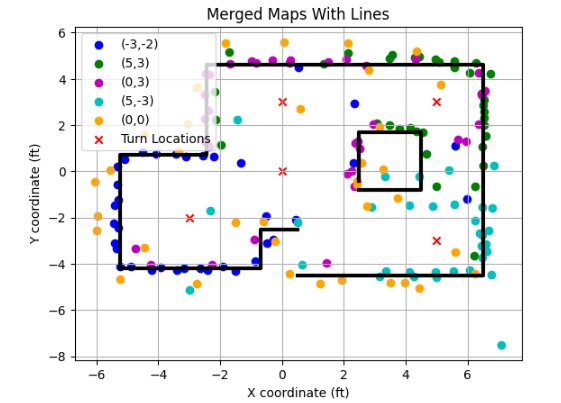 Merged Maps With Lines
(-3,-2)
(5,3)
(0,3)
(5,-3)
(0,0)
Turn Locations
Y coordinate (ft)
6
4
2
0
−2
−4
−6
−8
−6 −4 −2 0 2 4 6
X coordinate (ft)